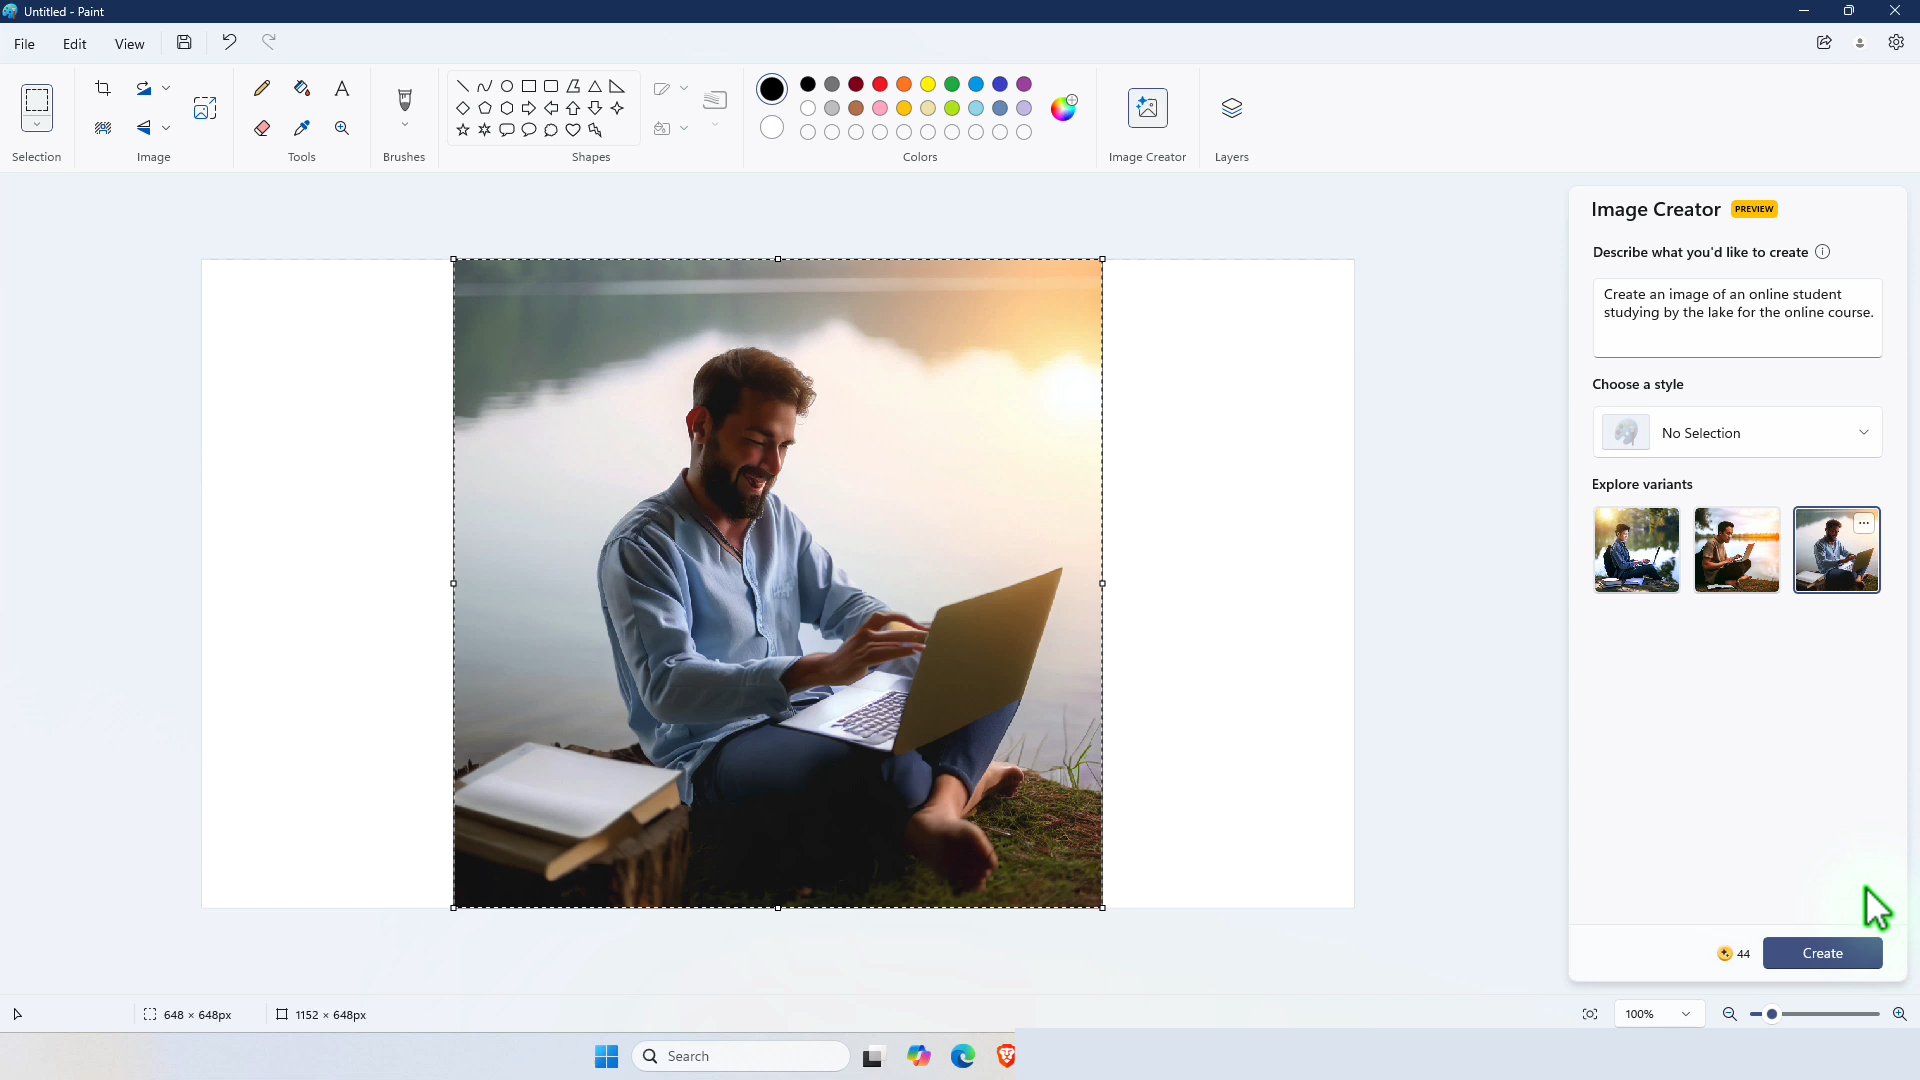 Untitled - Paint
File
Edit
View
Selection
Image
Tools
Brushes
Shapes
Colors
Image Creator
Layers
Image Creator
PREVIEW
Describe what you'd like to create
Create an image of an online student
studying by the lake for the online course.
Choose a style
No Selection
Explore variants
44
Create
648 × 648px
1152 × 648px
100%
Search